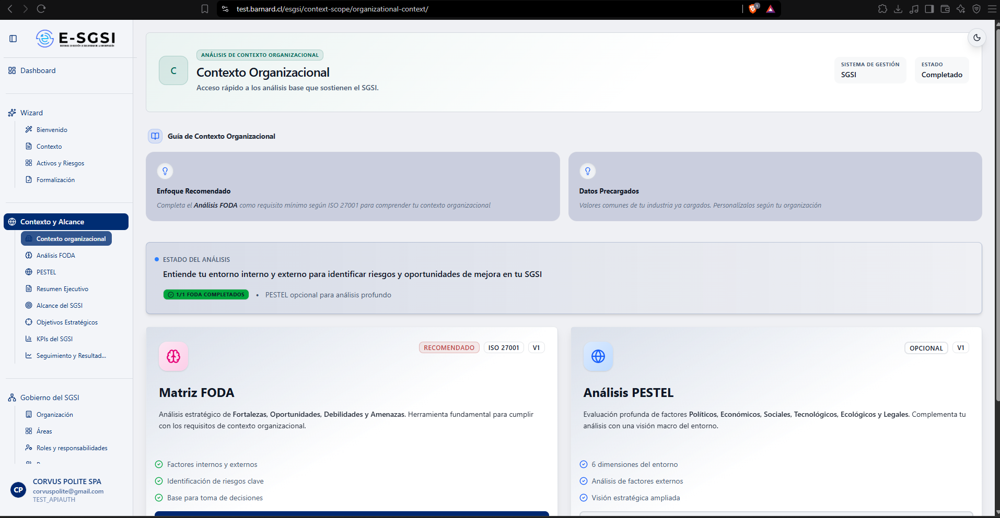 test.barnard.cl/esgsi/context-scope/organizational-context/
1
E-SGSI
SISTEMAS DE GESTIÓN DE SEGURIDAD DE LA INFORMACIÓN
Dashboard
Wizard
Bienvenido
Contexto
Activos y Riesgos
Formalización
Contexto y Alcance
Contexto organizacional
Análisis FODA
PESTEL
Resumen Ejecutivo
Alcance del SGSI
Objetivos Estratégicos
KPIs del SGSI
Seguimiento y Resultad...
Gobierno del SGSI
Organización
Áreas
Roles y responsabilidades
CP
CORVUS POLITE SPA
corvuspolite@gmail.com
TEST_APIAUTH
C
ANÁLISIS DE CONTEXTO ORGANIZACIONAL
Contexto Organizacional
Acceso rápido a los análisis base que sostienen el SGSI.
SISTEMA DE GESTIÓN
SGSI
ESTADO
Completado
Guía de Contexto Organizacional
Enfoque Recomendado
Completa el Análisis FODA como requisito mínimo según ISO 27001 para comprender tu contexto organizacional
Datos Precargados
Valores comunes de tu industria ya cargados. Personalízalos según tu organización
ESTADO DEL ANÁLISIS
Entiende tu entorno interno y externo para identificar riesgos y oportunidades de mejora en tu SGSI
1/1 FODA COMPLETADOS • PESTEL opcional para análisis profundo
RECOMENDADO ISO 27001 V1
Matriz FODA
Análisis estratégico de Fortalezas, Oportunidades, Debilidades y Amenazas. Herramienta fundamental para cumplir
con los requisitos de contexto organizacional.
Factores internos y externos
Identificación de riesgos clave
Base para toma de decisiones
OPCIONAL V1
Análisis PESTEL
Evaluación profunda de factores Políticos, Económicos, Sociales, Tecnológicos, Ecológicos y Legales. Complementa tu
análisis con una visión macro del entorno.
6 dimensiones del entorno
Análisis de factores externos
Visión estratégica ampliada